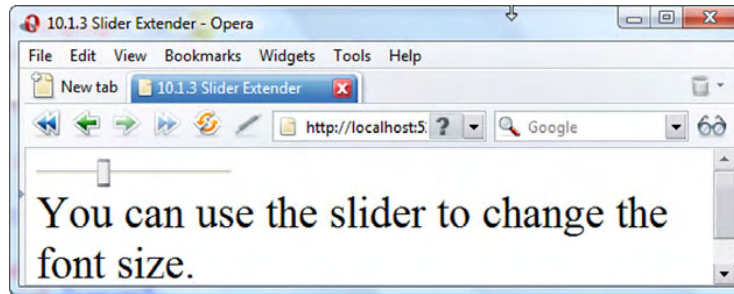 10.1.3 Slider Extender - Opera
File Edit View Bookmarks Widgets Tools Help
New tab 10.1.3 Slider Extender
http://localhost:5 ? Google
You can use the slider to change the
font size.